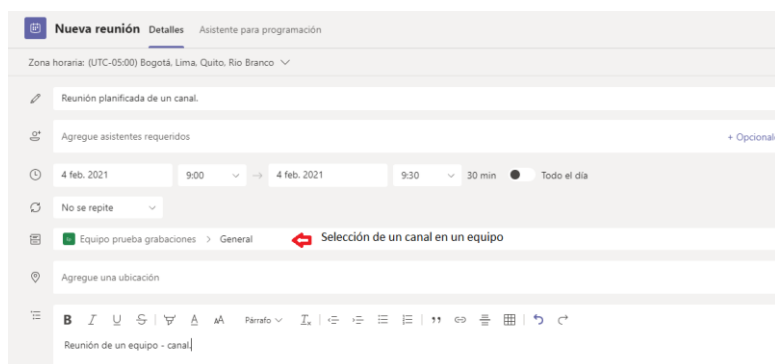 Nueva reunión Detalles Asistente para programación
Zona horaria: (UTC-05:00) Bogotá, Lima, Quito, Rio Branco
Reunión planificada de un canal.
Agregue asistentes requeridos + Opcionale
4 feb. 2021 9:00 → 4 feb. 2021 9:30 30 min Todo el día
No se repite
Equipo prueba grabaciones > General Selección de un canal en un equipo
Agregue una ubicación
B I U S A AA Párrafo
Reunión de un equipo - canal.